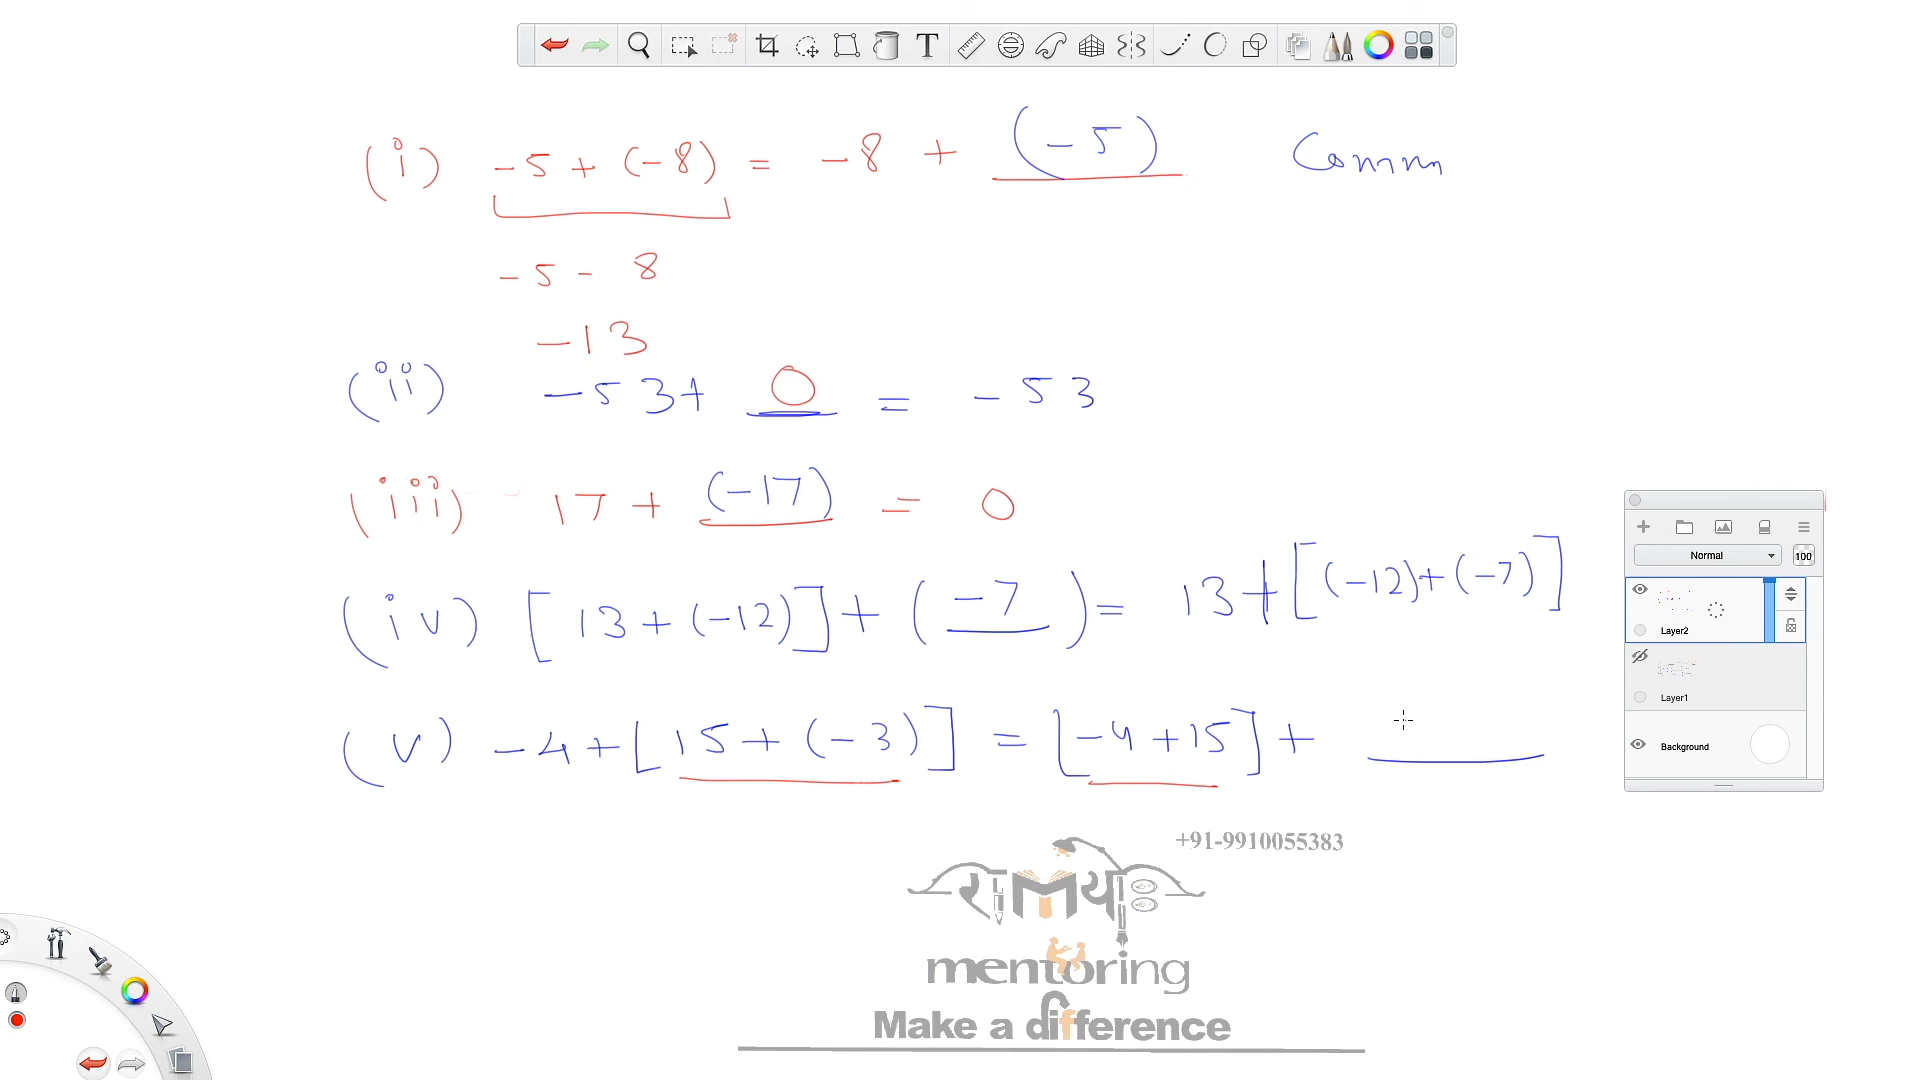 (i) -5 + (-8) = -8 + (-5) Comm
-5 - 8
-13
(ii) -53 + 0 = -53
(iii) 17 + (-17) = 0
(iv) [13 + (-12)] + (-7) = 13 + [(-12) + (-7)]
(v) -4 + [15 + (-3)] = [-4 + 15] + ____
Normal
100
Layer2
Layer1
Background
+91-9910055383
mentoring
Make a difference